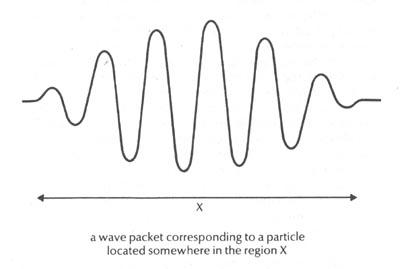 X
a wave packet corresponding to a particle
located somewhere in the region X